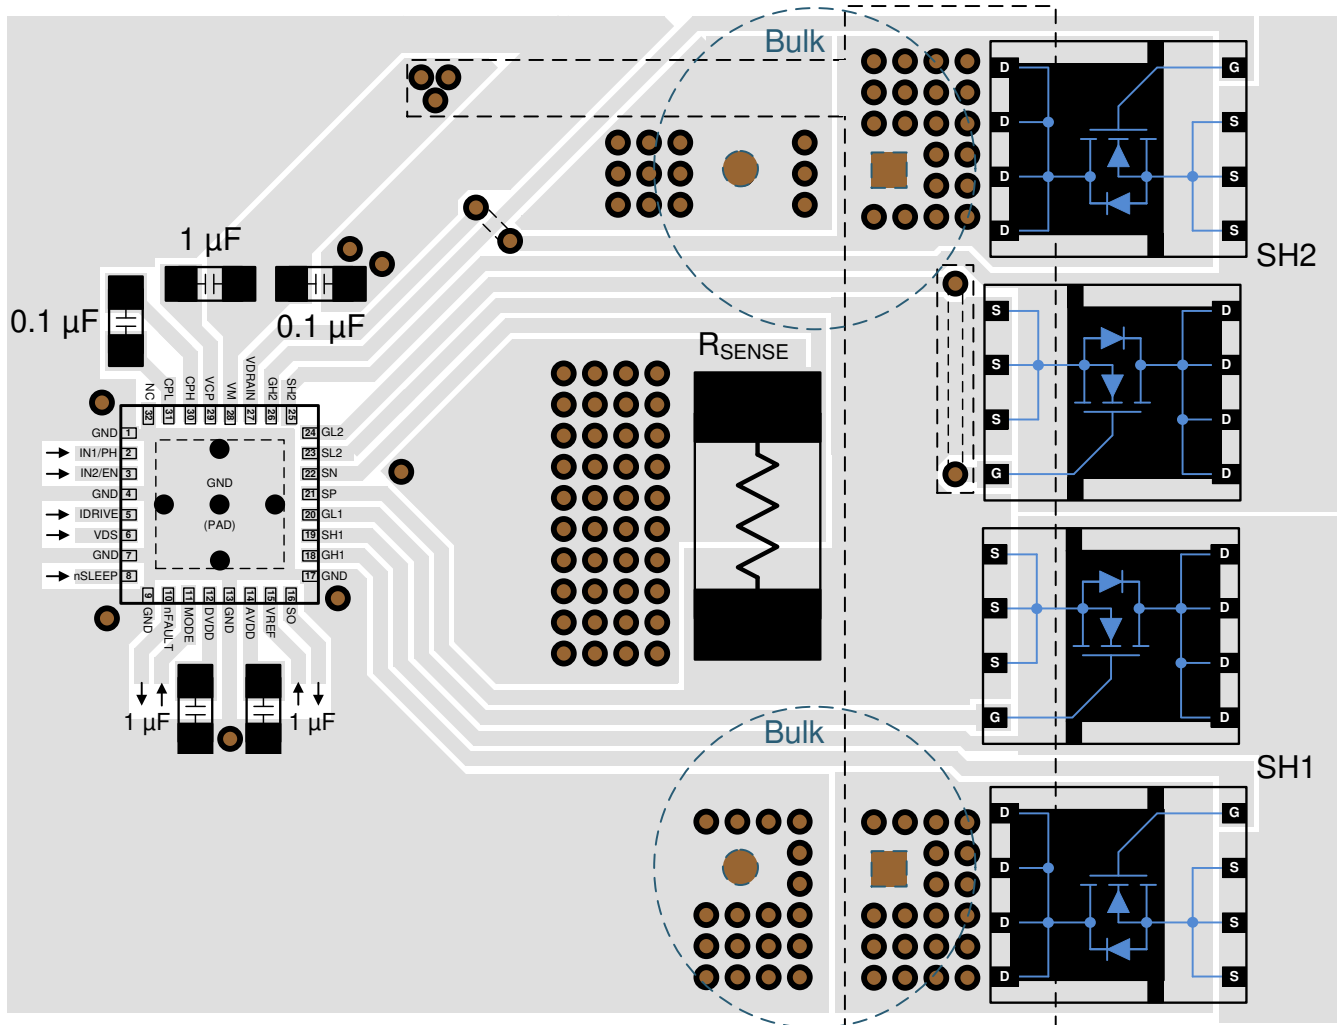 Bulk
D
D
D
D
G
S
S
S
SH2
1 µF
0.1 µF
0.1 µF
S
S
S
G
D
D
D
D
RSENSE
NC
CPL
CPH
VCP
VM
VDRAIN
GH2
SH2
32
31
30
29
28
27
26
25
GND 1
IN1/PH 2
IN2/EN 3
GND 4
IDRIVE 5
VDS 6
GND 7
nSLEEP 8
GND
(PAD)
24 GL2
23 SL2
22 SN
21 SP
20 GL1
19 SH1
18 GH1
17 GND
9
10
11
12
13
14
15
16
GND
nFAULT
MODE
DVDD
GND
AVDD
VREF
SO
1 µF
1 µF
S
S
S
G
D
D
D
D
Bulk
SH1
D
D
D
D
G
S
S
S